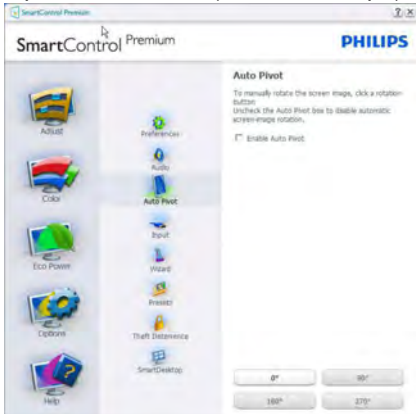 SmartControl Premium
SmartControl Premium
PHILIPS
Adjust
Color
Eco Power
Options
Help
Preferences
Audio
Auto Pivot
Input
Wizard
Presets
Theft Deterrence
SmartDesktop
Auto Pivot
To manually rotate the screen image, click a rotation
button
Uncheck the Auto Pivot box to disable automatic
screen-image rotation.
Enable Auto Pivot
0°
90°
180°
270°